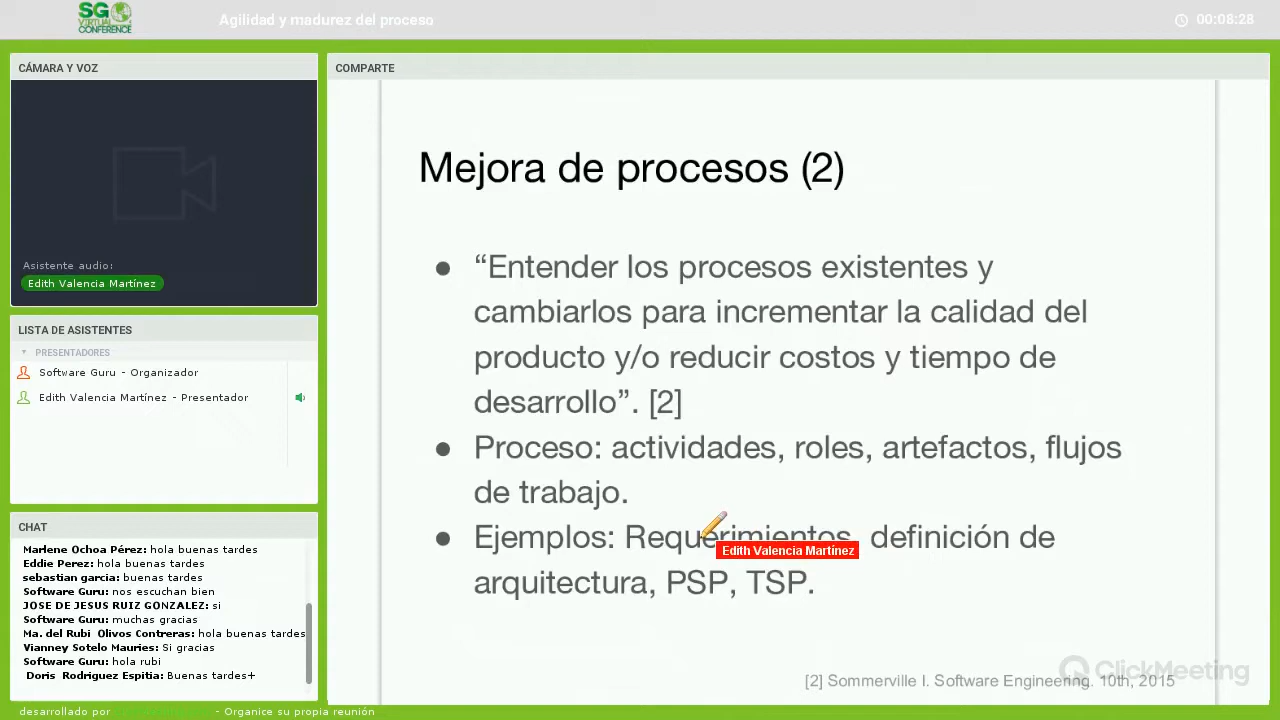 SG
VIRTUAL
CONFERENCE
Agilidad y madurez del proceso
00:08:28
CÁMARA Y VOZ
Asistente audio:
Edith Valencia Martínez
LISTA DE ASISTENTES
PRESENTADORES
Software Guru - Organizador
Edith Valencia Martínez - Presentador
CHAT
Marlene Ochoa Pérez: hola buenas tardes
Eddie Perez: hola buenas tardes
sebastian garcia: buenas tardes
Software Guru: nos escuchan bien
JOSE DE JESUS RUIZ GONZALEZ: si
Software Guru: muchas gracias
Ma. del Rubi Olivos Contreras: hola buenas tardes
Vianney Sotelo Mauries: Si gracias
Software Guru: hola rubi
Doris Rodriguez Espitia: Buenas tardes+
desarrollado por
- Organice su propia reunión
COMPARTE
Mejora de procesos (2)
● “Entender los procesos existentes y
cambiarlos para incrementar la calidad del
producto y/o reducir costos y tiempo de
desarrollo”. [2]
● Proceso: actividades, roles, artefactos, flujos
de trabajo.
● Ejemplos: Requerimientos, definición de
Edith Valencia Martínez
arquitectura, PSP, TSP.
ClickMeeting
[2] Sommerville I. Software Engineering. 10th, 2015